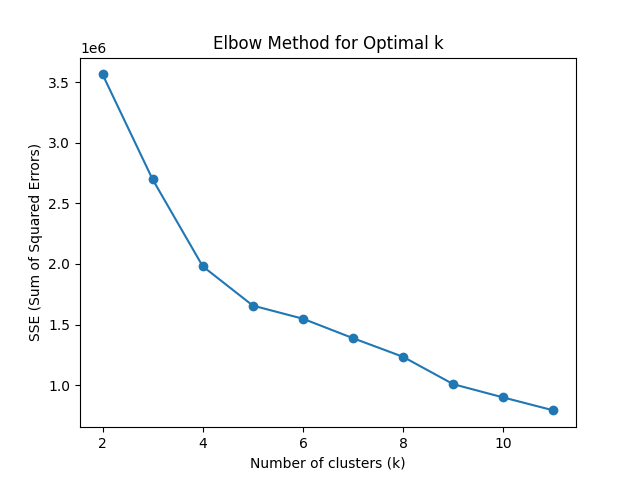 Elbow Method for Optimal k
1e6
3.5
3.0
2.5
2.0
1.5
1.0
SSE (Sum of Squared Errors)
2
4
6
8
10
Number of clusters (k)